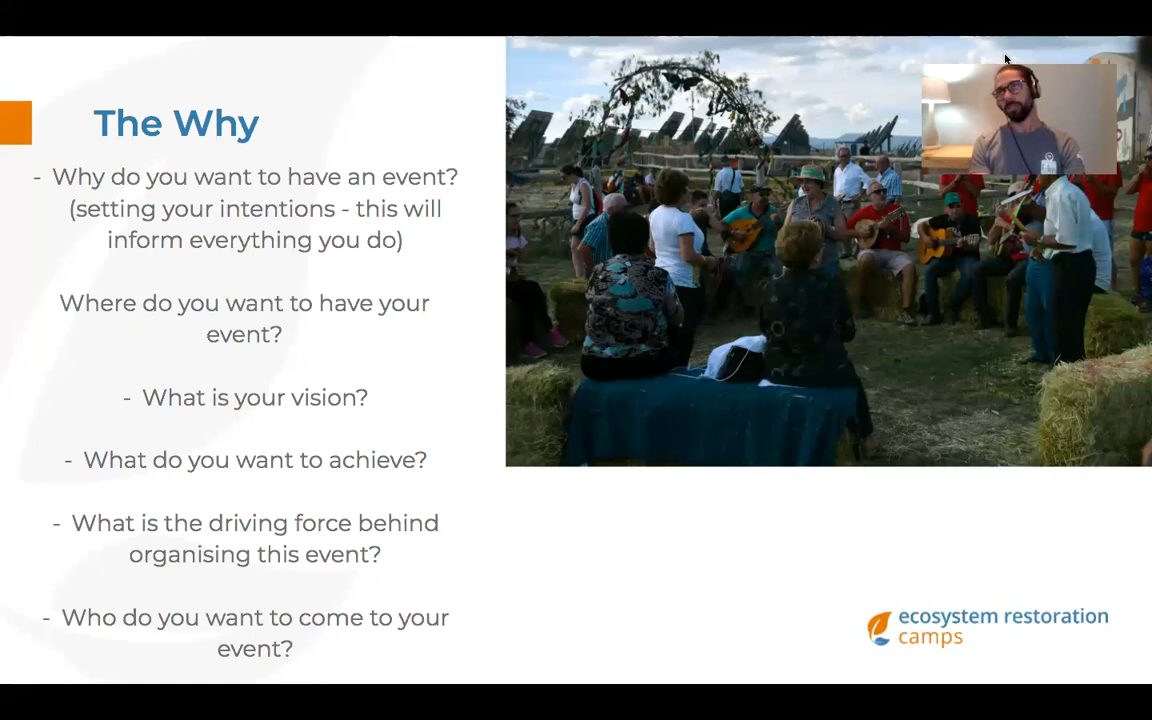 The Why
- Why do you want to have an event?
(setting your intentions - this will
inform everything you do)
Where do you want to have your
event?
- What is your vision?
- What do you want to achieve?
- What is the driving force behind
organising this event?
- Who do you want to come to your
event?
ecosystem restoration
camps